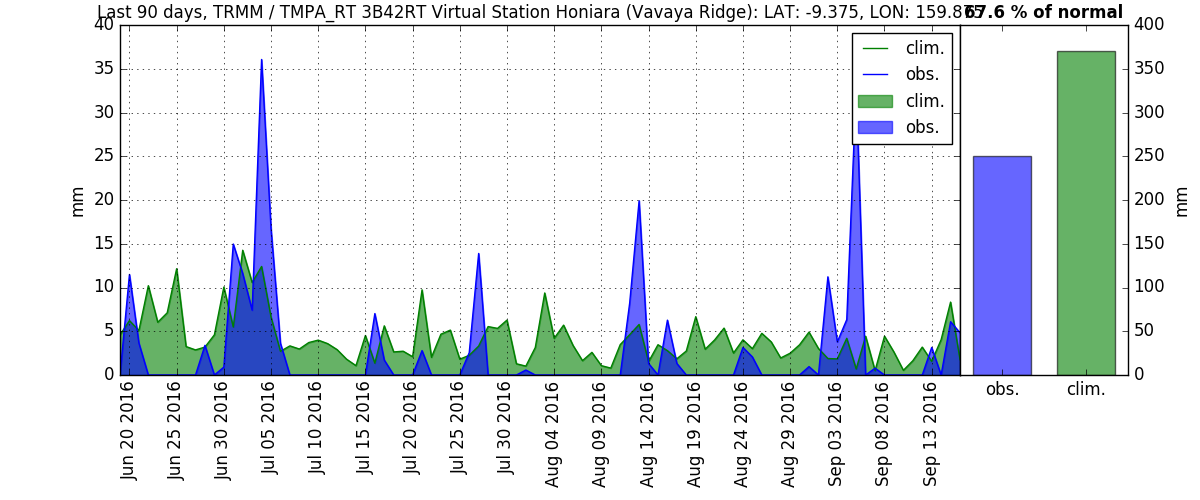 Last 90 days, TRMM / TMPA_RT 3B42RT Virtual Station Honiara (Vavaya Ridge): LAT: -9.375, LON: 159.875
67.6 % of normal
40
35
30
25
20
15
10
5
0
mm
clim.
obs.
clim.
obs.
400
350
300
250
200
150
100
50
0
mm
Jun 20 2016
Jun 25 2016
Jun 30 2016
Jul 05 2016
Jul 10 2016
Jul 15 2016
Jul 20 2016
Jul 25 2016
Jul 30 2016
Aug 04 2016
Aug 09 2016
Aug 14 2016
Aug 19 2016
Aug 24 2016
Aug 29 2016
Sep 03 2016
Sep 08 2016
Sep 13 2016
obs.
clim.